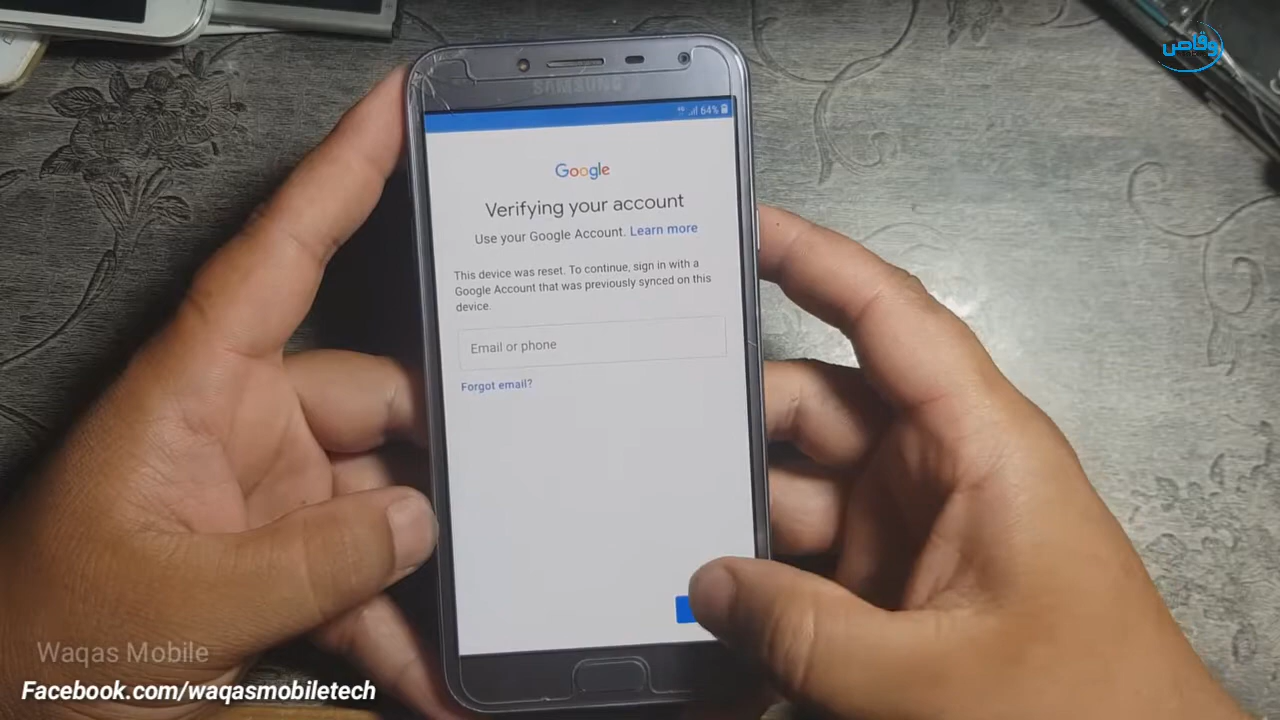 وقاص
SAMSUNG
64%
Google
Verifying your account
Use your Google Account. Learn more
This device was reset. To continue, sign in with a
Google Account that was previously synced on this
device.
Email or phone
Forgot email?
Waqas Mobile
Facebook.com/waqasmobiletech